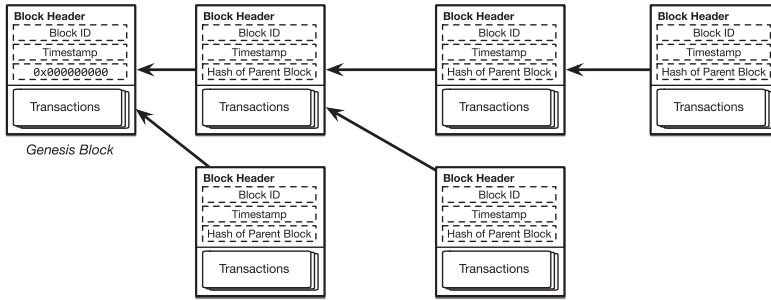 Block Header
Block ID
Timestamp
0x000000000
Transactions
Genesis Block
Block Header
Block ID
Timestamp
Hash of Parent Block
Transactions
Block Header
Block ID
Timestamp
Hash of Parent Block
Transactions
Block Header
Block ID
Timestamp
Hash of Parent Block
Transactions
Block Header
Block ID
Timestamp
Hash of Parent Block
Transactions
Block Header
Block ID
Timestamp
Hash of Parent Block
Transactions